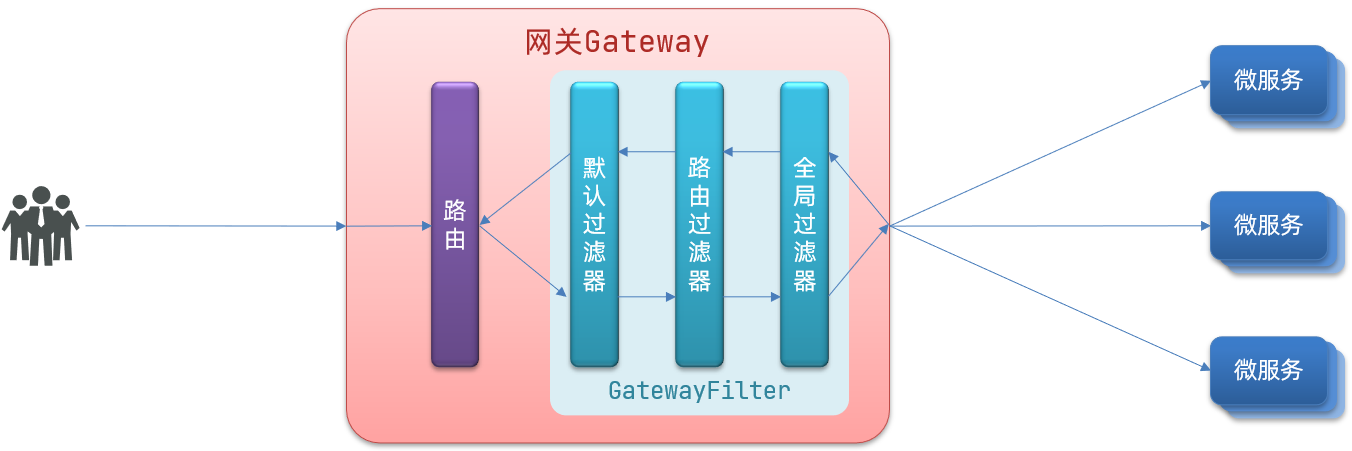 网关Gateway
路由
默认过滤器
路由过滤器
全局过滤器
GatewayFilter
微服务
微服务
微服务